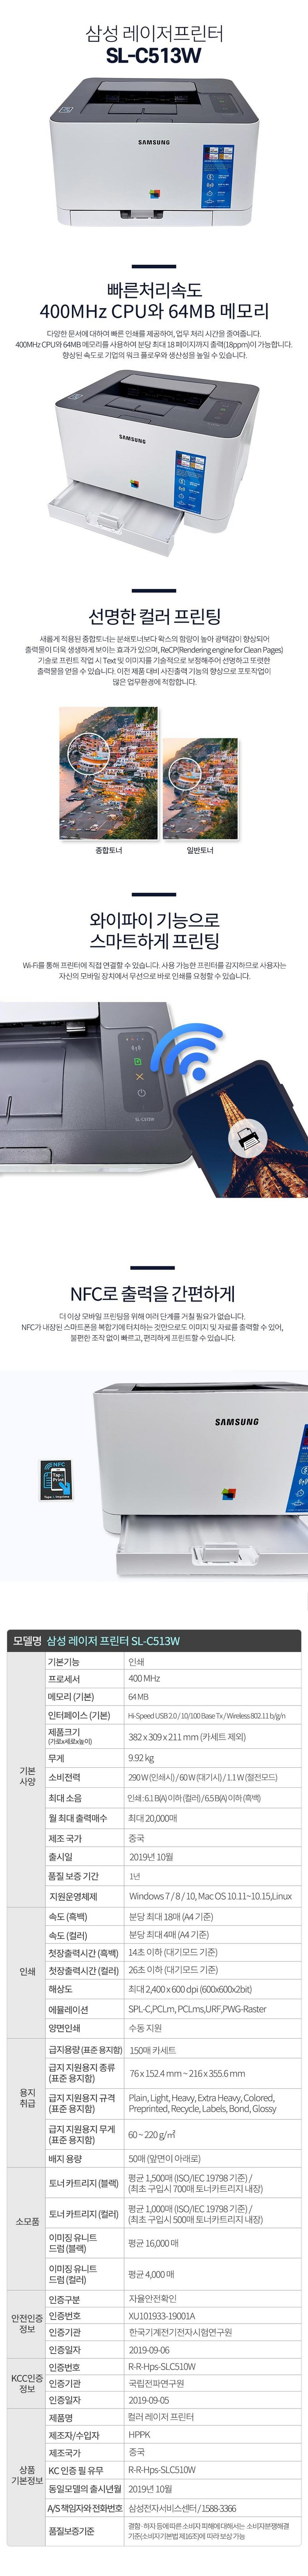 삼성 레이저프린터
SL-C513W
SAMSUNG
빠른처리속도
400MHz CPU와 64MB 메모리
다양한 문서에 대하여 빠른 인쇄를 제공하여, 업무 처리 시간을 줄여줍니다.
400MHz CPU와 64MB 메모리를 사용하여 분당 최대 18 페이지까지 출력(18ppm)이 가능합니다.
향상된 속도로 기업의 워크 플로우와 생산성을 높일 수 있습니다.
SAMSUNG
선명한 컬러 프린팅
새롭게 적용된 중합토너는 분쇄토너보다 왁스의 함량이 높아 광택감이 향상되어
출력물이 더욱 생생하게 보이는 효과가 있으며, ReCP(Rendering engine for Clean Pages)
기술로 프린트 작업 시 Text 및 이미지를 기술적으로 보정해주어 선명하고 또렷한
출력물을 얻을 수 있습니다. 이전 제품 대비 사진출력 기능의 향상으로 포토작업이
많은 업무환경에 적합합니다.
중합토너
일반토너
와이파이 기능으로
스마트하게 프린팅
Wi-Fi를 통해 프린터에 직접 연결할 수 있습니다. 사용 가능한 프린터를 감지하므로 사용자는
자신의 모바일 장치에서 무선으로 바로 인쇄를 요청할 수 있습니다.
SL-C513W
NFC로 출력을 간편하게
더 이상 모바일 프린팅을 위해 여러 단계를 거칠 필요가 없습니다.
NFC가 내장된 스마트폰을 복합기에 터치하는 것만으로도 이미지 및 자료를 출력할 수 있어,
불편한 조작 없이 빠르고, 편리하게 프린트할 수 있습니다.
SAMSUNG
NFC
Tap &
Print
모델명 삼성 레이저 프린터 SL-C513W
기본 사양
기본기능 인쇄
프로세서 400 MHz
메모리 (기본) 64 MB
인터페이스 (기본) Hi-Speed USB 2.0 / 10/100 Base Tx / Wireless 802.11 b/g/n
제품크기 (가로x세로x높이) 382 x 309 x 211 mm (카세트 제외)
무게 9.92 kg
소비전력 290 W (인쇄시) / 60 W (대기시) / 1.1 W (절전모드)
최대 소음 인쇄 : 6.1 B(A) 이하 (컬러) / 6.5 B(A) 이하 (흑백)
월 최대 출력매수 최대 20,000매
제조 국가 중국
출시일 2019년 10월
품질 보증 기간 1년
지원운영체제 Windows 7 / 8 / 10, Mac OS 10.11~10.15,Linux
인쇄
속도 (흑백) 분당 최대 18매 (A4 기준)
속도 (컬러) 분당 최대 4매 (A4 기준)
첫장출력시간 (흑백) 14초 이하 (대기모드 기준)
첫장출력시간 (컬러) 26초 이하 (대기모드 기준)
해상도 최대 2,400 x 600 dpi (600x600x2bit)
에뮬레이션 SPL-C,PCLm, PCLms,URF,PWG-Raster
양면인쇄 수동 지원
용지 취급
급지용량 (표준 용지함) 150매 카세트
급지 지원용지 종류 (표준 용지함) 76 x 152.4 mm ~ 216 x 355.6 mm
급지 지원용지 규격 (표준 용지함) Plain, Light, Heavy, Extra Heavy, Colored,
Preprinted, Recycle, Labels, Bond, Glossy
급지 지원용지 무게 (표준 용지함) 60 ~ 220 g/㎡
배지 용량 50매 (앞면이 아래로)
소모품
토너 카트리지 (블랙) 평균 1,500매 (ISO/IEC 19798 기준) /
(최초 구입시 700매 토너카트리지 내장)
토너 카트리지 (컬러) 평균 1,000매 (ISO/IEC 19798 기준) /
(최초 구입시 500매 토너카트리지 내장)
이미징 유니트 드럼 (블랙) 평균 16,000 매
이미징 유니트 드럼 (컬러) 평균 4,000 매
안전인증 정보
인증구분 자율안전확인
인증번호 XU101933-19001A
인증기관 한국기계전기전자시험연구원
인증일자 2019-09-06
KCC인증 정보
인증번호 R-R-Hps-SLC510W
인증기관 국립전파연구원
인증일자 2019-09-05
상품 기본정보
제품명 컬러 레이저 프린터
제조자/수입자 HPPK
제조국가 중국
KC 인증 필 유무 R-R-Hps-SLC510W
동일모델의 출시년월 2019년 10월
A/S 책임자와 전화번호 삼성전자서비스센터 / 1588-3366
품질보증기준 결함·하자 등에 따른 소비자 피해에 대해서는 소비자분쟁해결
기준(소비자기본법 제16조)에 따라 보상 가능